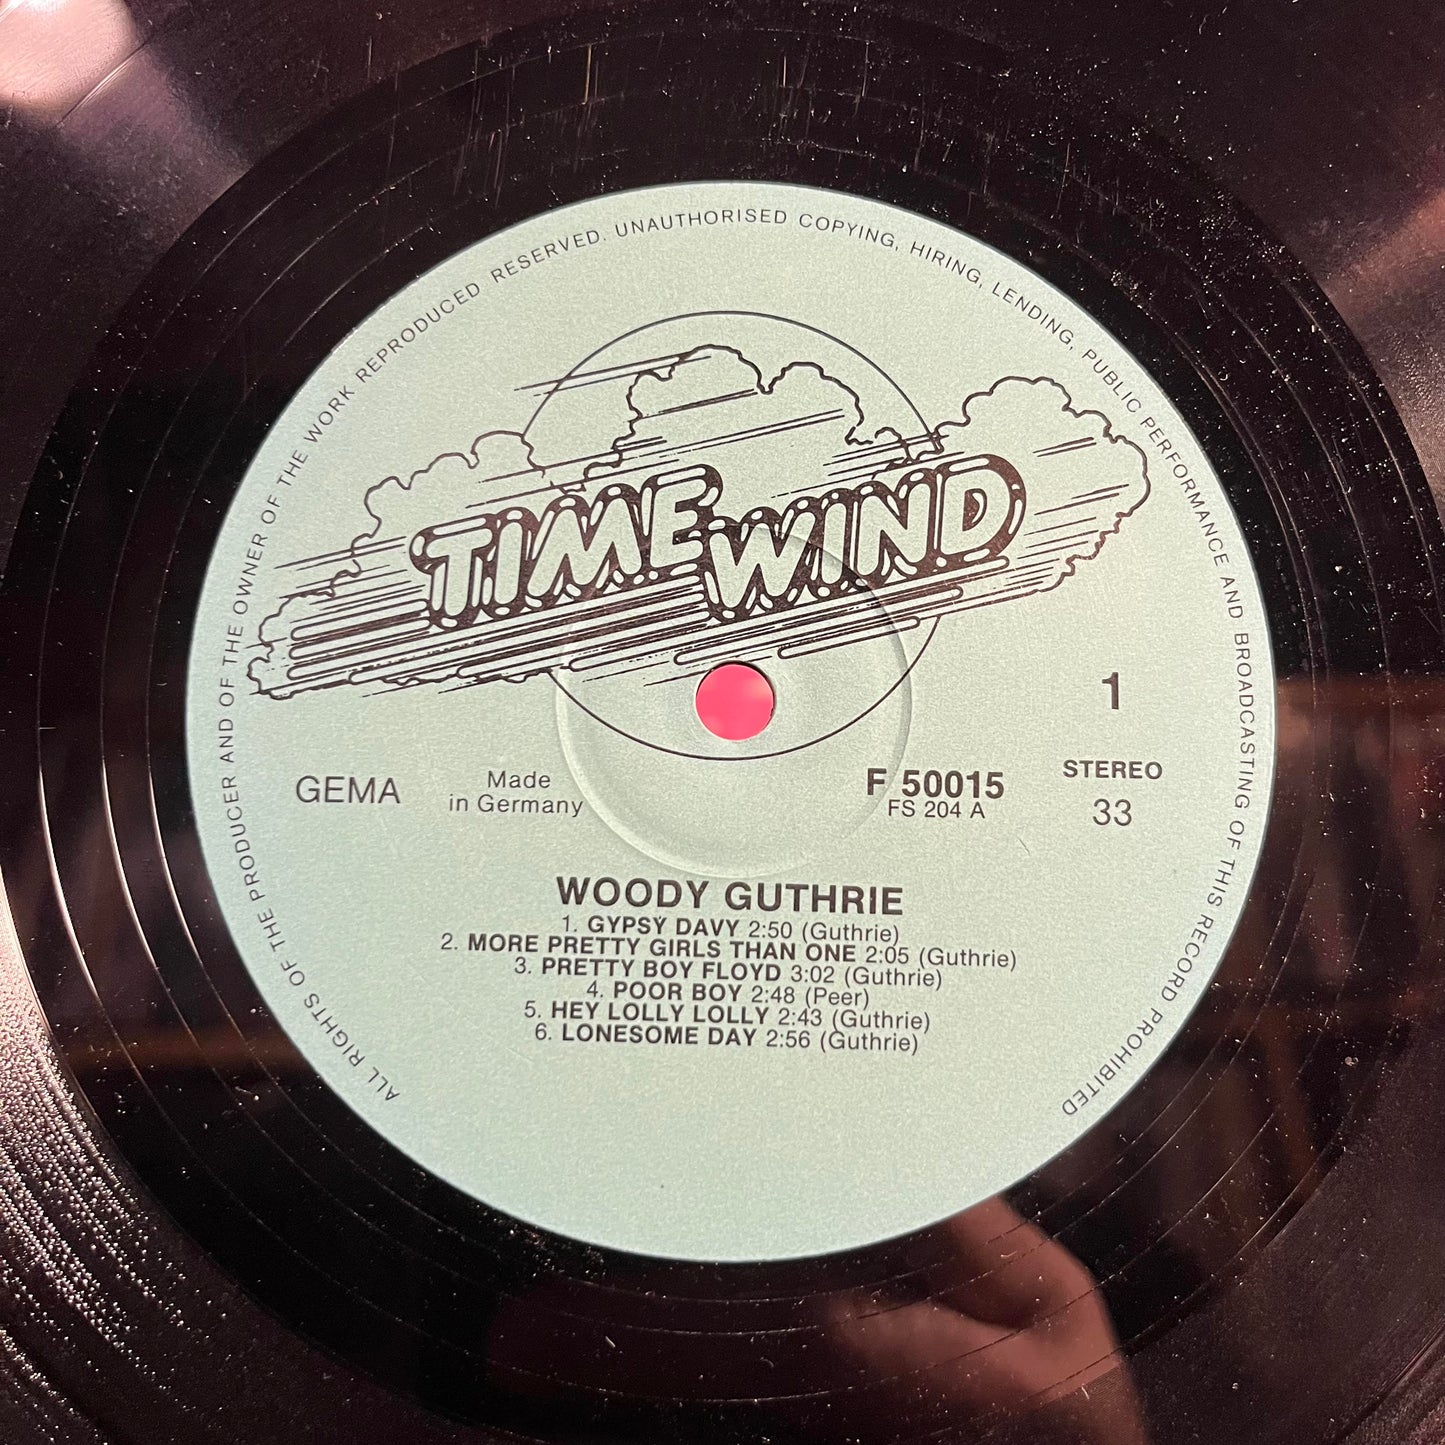 ALL RIGHTS OF THE PRODUCER AND OF THE OWNER OF THE WORK REPRODUCED RESERVED. UNAUTHORISED COPYING, HIRING, LENDING, PUBLIC PERFORMANCE AND BROADCASTING OF THIS RECORD PROHIBITED
TIME WIND
1
GEMA
Made
in Germany
F 50015
FS 204 A
STEREO
33
WOODY GUTHRIE
1. GYPSY DAVY 2:50 (Guthrie)
2. MORE PRETTY GIRLS THAN ONE 2:05 (Guthrie)
3. PRETTY BOY FLOYD 3:02 (Guthrie)
4. POOR BOY 2:48 (Peer)
5. HEY LOLLY LOLLY 2:43 (Guthrie)
6. LONESOME DAY 2:56 (Guthrie)